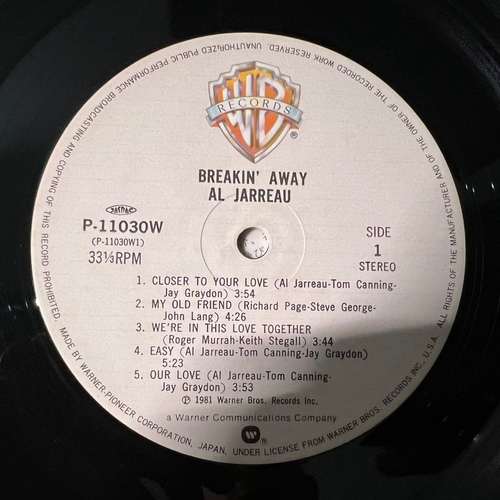 UNAUTHORIZED PUBLIC PERFORMANCE BROADCASTING AND COPYING OF THIS RECORD PROHIBITED.
ALL RIGHTS OF THE MANUFACTURER AND OF THE OWNER OF THE RECORDED WORK RESERVED.
WB
RECORDS
®
BREAKIN' AWAY
AL JARREAU
JASRAC
P-11030W
(P-11030W1)
33⅓RPM
SIDE
1
STEREO
1. CLOSER TO YOUR LOVE (Al Jarreau-Tom Canning-
Jay Graydon) 3:54
2. MY OLD FRIEND (Richard Page-Steve George-
John Lang) 4:26
3. WE'RE IN THIS LOVE TOGETHER
(Roger Murrah-Keith Stegall) 3:44
4. EASY (Al Jarreau-Tom Canning-Jay Graydon)
5:23
5. OUR LOVE (Al Jarreau-Tom Canning-
Jay Graydon) 3:53
Ⓟ 1981 Warner Bros. Records Inc.
a Warner Communications Company
MADE BY WARNER-PIONEER CORPORATION, JAPAN, UNDER LICENSE FROM WARNER BROS. RECORDS INC., U.S.A.